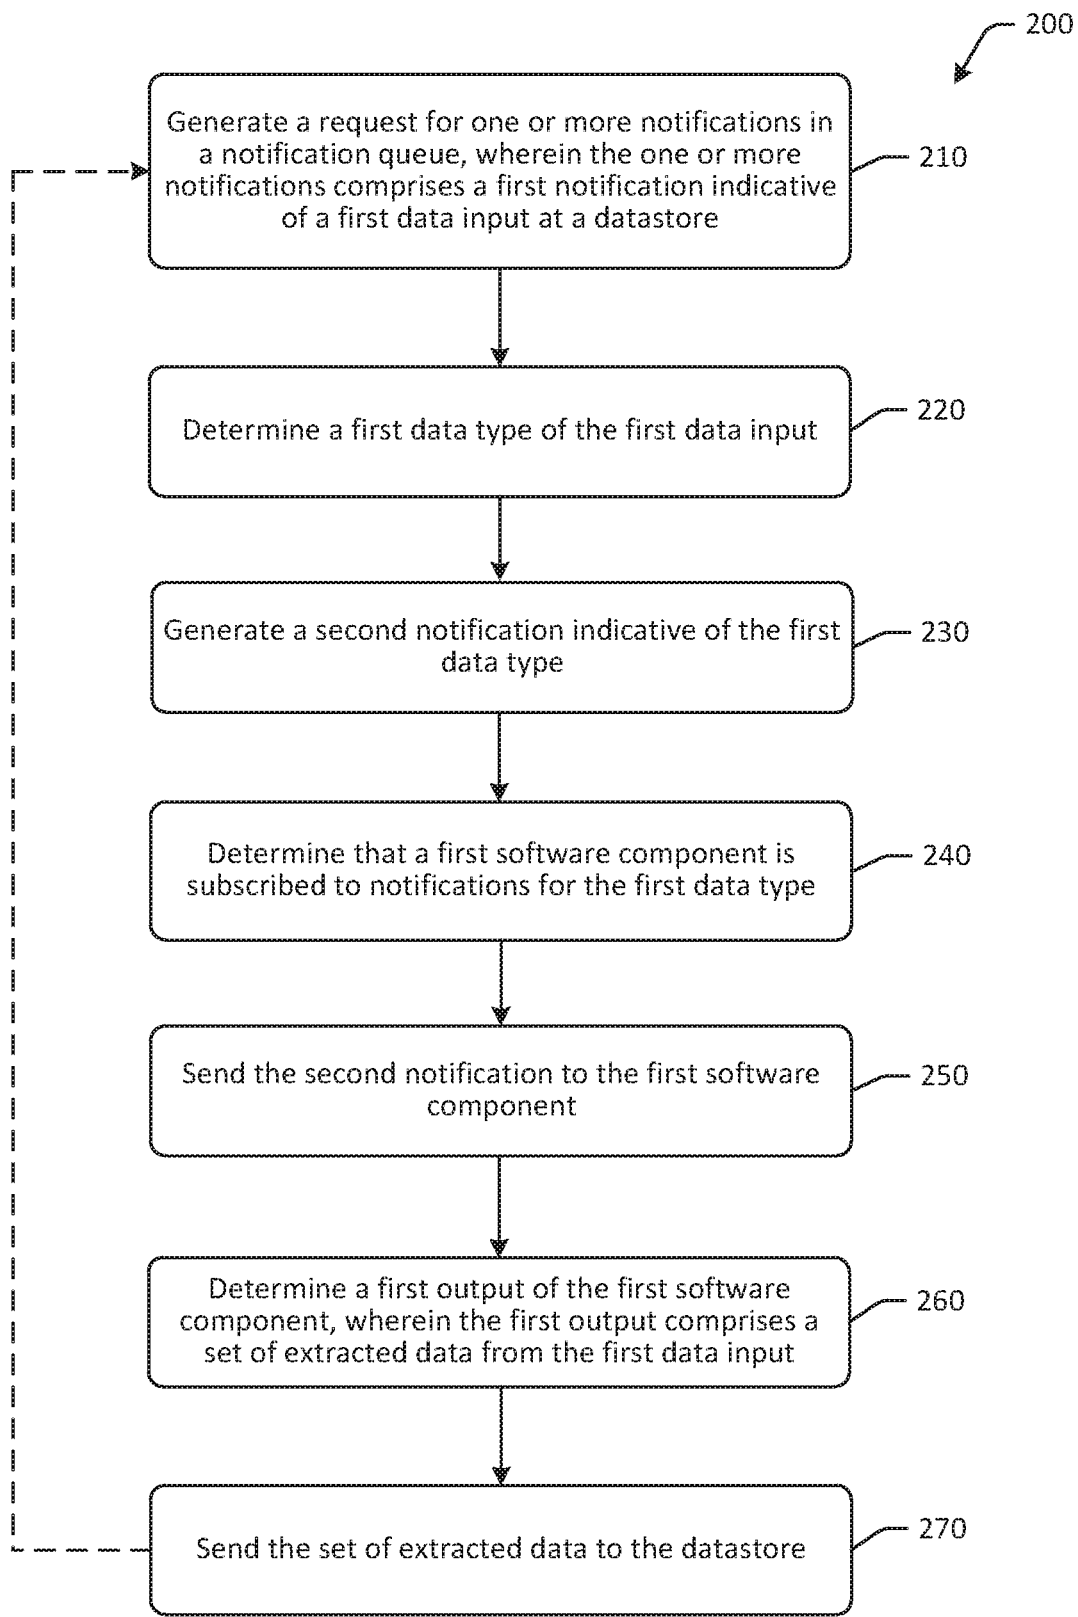 200
Generate a request for one or more notifications in
a notification queue, wherein the one or more
notifications comprises a first notification indicative
of a first data input at a datastore
210
Determine a first data type of the first data input
220
Generate a second notification indicative of the first
data type
230
Determine that a first software component is
subscribed to notifications for the first data type
240
Send the second notification to the first software
component
250
Determine a first output of the first software
component, wherein the first output comprises a
set of extracted data from the first data input
260
Send the set of extracted data to the datastore
270